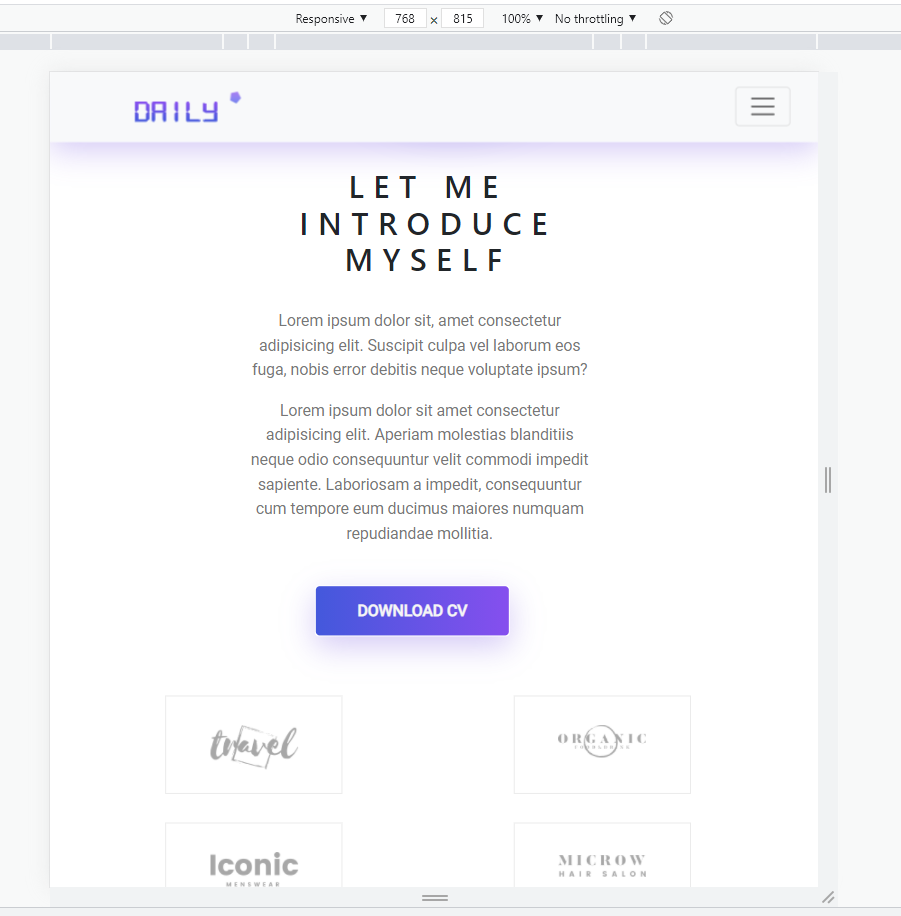 Responsive ▼ 768 × 815 100% ▼ No throttling ▼
DAILY
LET ME
INTRODUCE
MYSELF
Lorem ipsum dolor sit, amet consectetur
adipisicing elit. Suscipit culpa vel laborum eos
fuga, nobis error debitis neque voluptate ipsum?
Lorem ipsum dolor sit amet consectetur
adipisicing elit. Aperiam molestias blanditiis
neque odio consequuntur velit commodi impedit
sapiente. Laboriosam a impedit, consequuntur
cum tempore eum ducimus maiores numquam
repudiandae mollitia.
DOWNLOAD CV
travel
ORGANIC
Iconic
MENSWEAR
MICROW
HAIR SALON